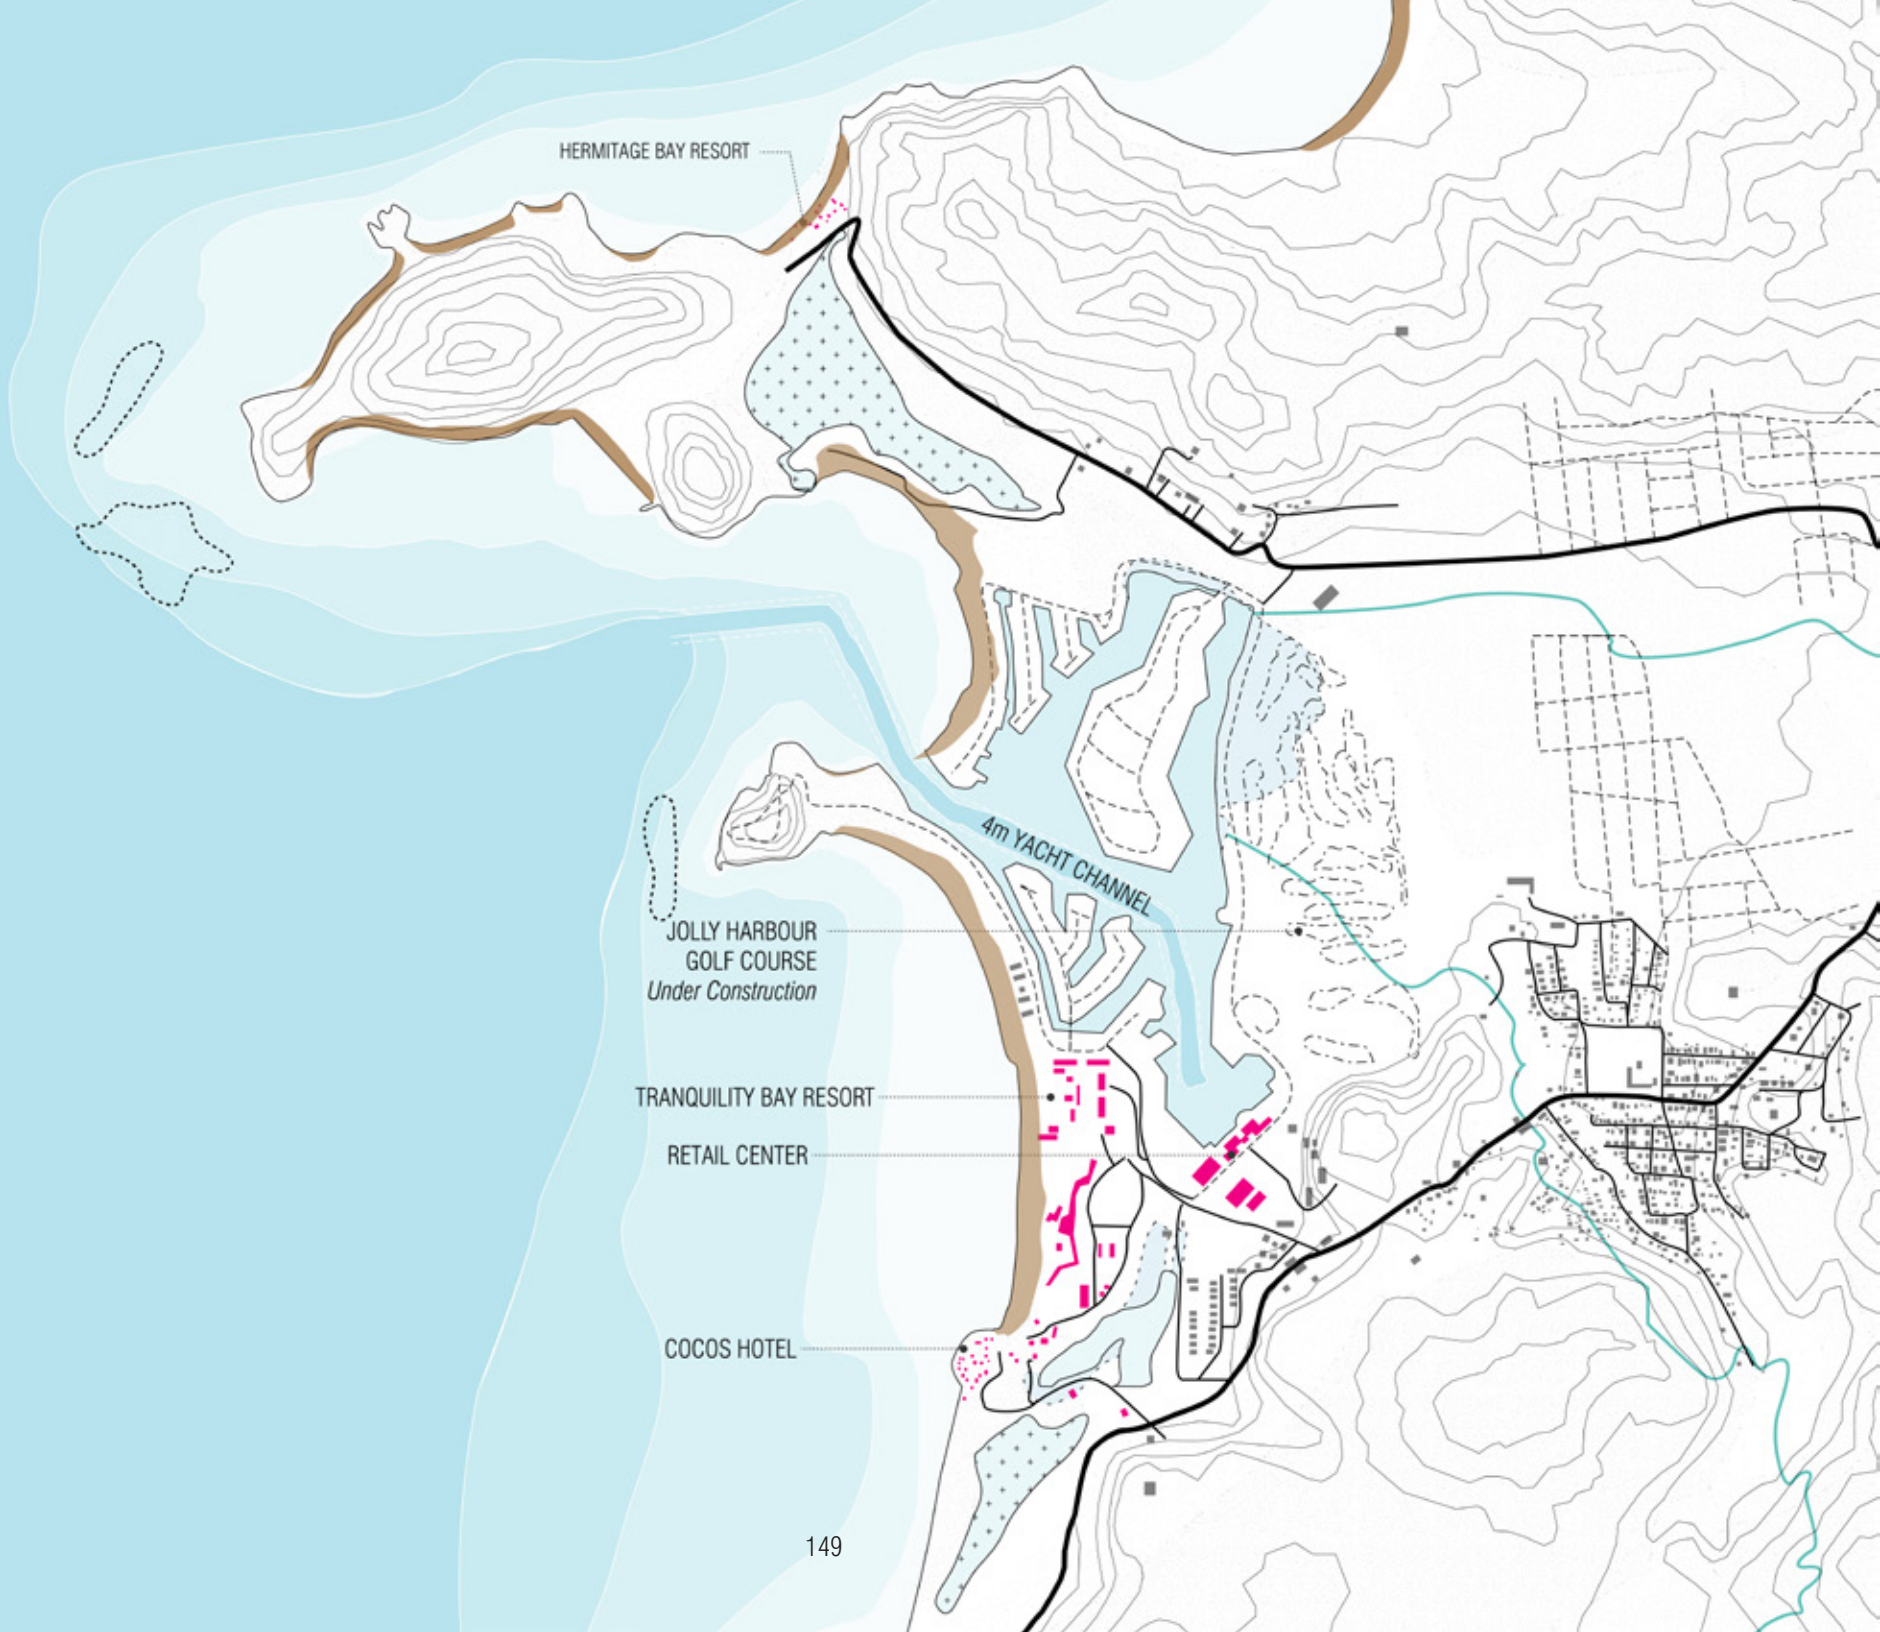 HERMITAGE BAY RESORT
4m YACHT CHANNEL
JOLLY HARBOUR
GOLF COURSE
Under Construction
TRANQUILITY BAY RESORT
RETAIL CENTER
COCOS HOTEL
149